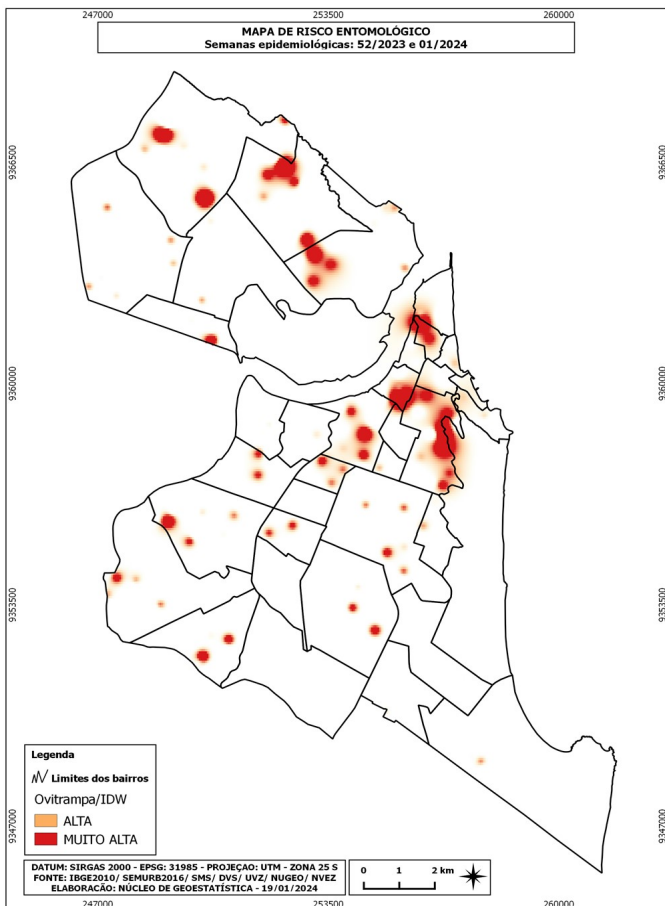 247000 253500 260000
MAPA DE RISCO ENTOMOLÓGICO
Semanas epidemiológicas: 52/2023 e 01/2024
9366500 9366500
9360000 9360000
9353500 9353500
9347000 9347000
Legenda
Limites dos bairros
Ovitrampa/IDW
ALTA
MUITO ALTA
DATUM: SIRGAS 2000 - EPSG: 31985 - PROJEÇAO: UTM - ZONA 25 S
FONTE: IBGE2010/ SEMURB2016/ SMS/ DVS/ UVZ/ NUGEO/ NVEZ
ELABORACÃO: NÚCLEO DE GEOESTATÍSTICA - 19/01/2024
0 1 2 km
247000 253500 260000